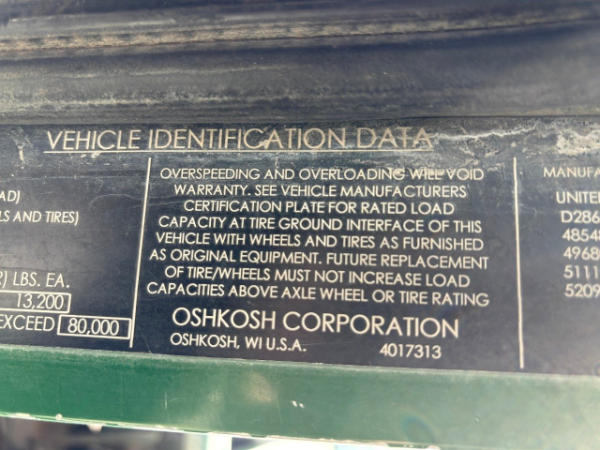 VEHICLE IDENTIFICATION DATA
AD)
LS AND TIRES)
R) LBS. EA.
13,200
EXCEED 80,000
OVERSPEEDING AND OVERLOADING WILL VOID
WARRANTY. SEE VEHICLE MANUFACTURERS
CERTIFICATION PLATE FOR RATED LOAD
CAPACITY AT TIRE GROUND INTERFACE OF THIS
VEHICLE WITH WHEELS AND TIRES AS FURNISHED
AS ORIGINAL EQUIPMENT. FUTURE REPLACEMENT
OF TIRE/WHEELS MUST NOT INCREASE LOAD
CAPACITIES ABOVE AXLE WHEEL OR TIRE RATING
OSHKOSH CORPORATION
OSHKOSH, WI U.S.A. 4017313
MANUFA
UNITE
D286
4854
4968
5111
5209